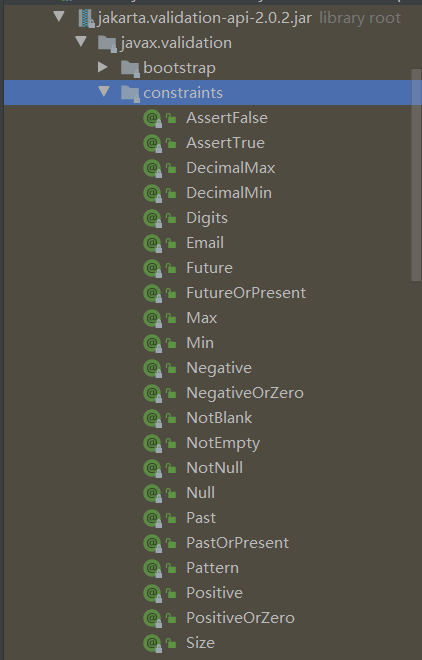 jakarta.validation-api-2.0.2.jar library root
javax.validation
bootstrap
constraints
AssertFalse
AssertTrue
DecimalMax
DecimalMin
Digits
Email
Future
FutureOrPresent
Max
Min
Negative
NegativeOrZero
NotBlank
NotEmpty
NotNull
Null
Past
PastOrPresent
Pattern
Positive
PositiveOrZero
Size